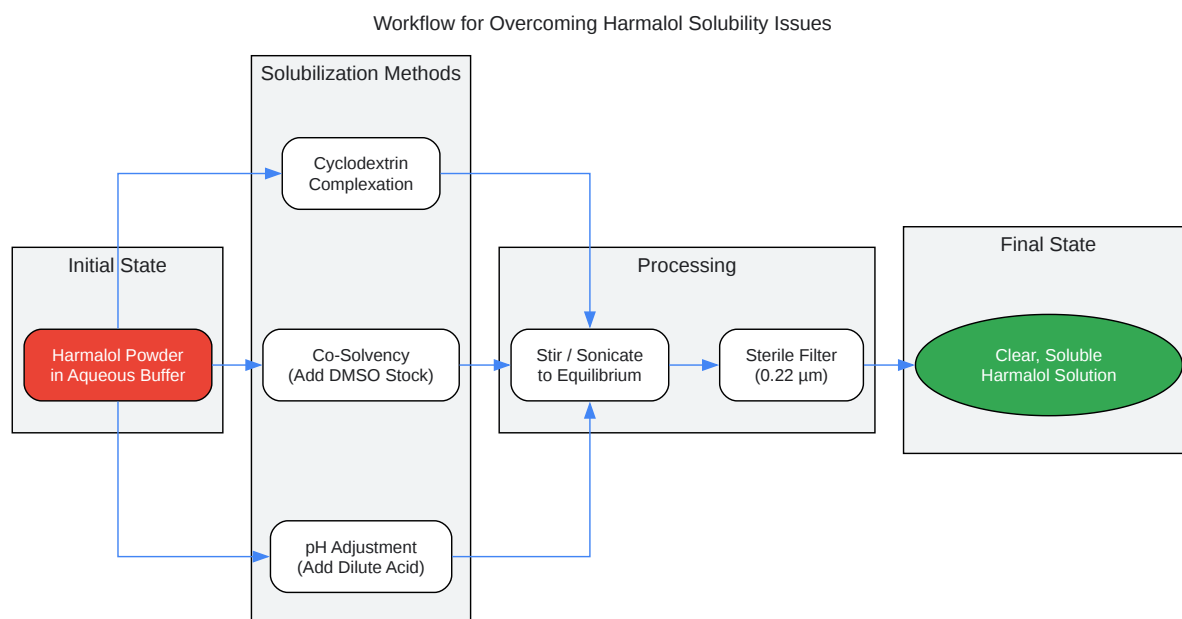 Workflow for Overcoming Harmalol Solubility Issues
Initial State
Harmalol Powder
in Aqueous Buffer
Solubilization Methods
Cyclodextrin
Complexation
Co-Solvency
(Add DMSO Stock)
pH Adjustment
(Add Dilute Acid)
Processing
Stir / Sonicate
to Equilibrium
Sterile Filter
(0.22 µm)
Final State
Clear, Soluble
Harmalol Solution